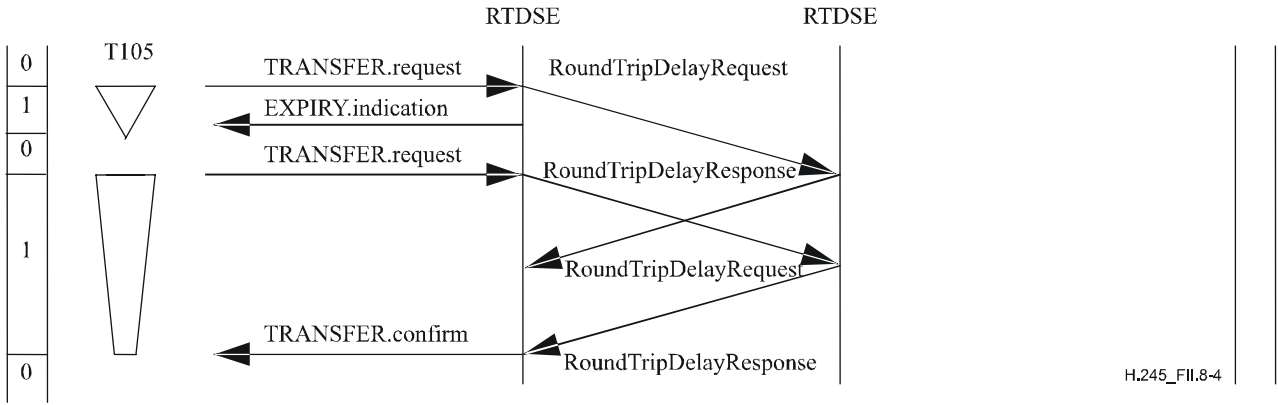 RTDSE RTDSE
T105
0
TRANSFER.request RoundTripDelayRequest
1 EXPIRY.indication
0
TRANSFER.request RoundTripDelayResponse
1
RoundTripDelayRequest
TRANSFER.confirm
RoundTripDelayResponse
0
H.245_FII.8-4